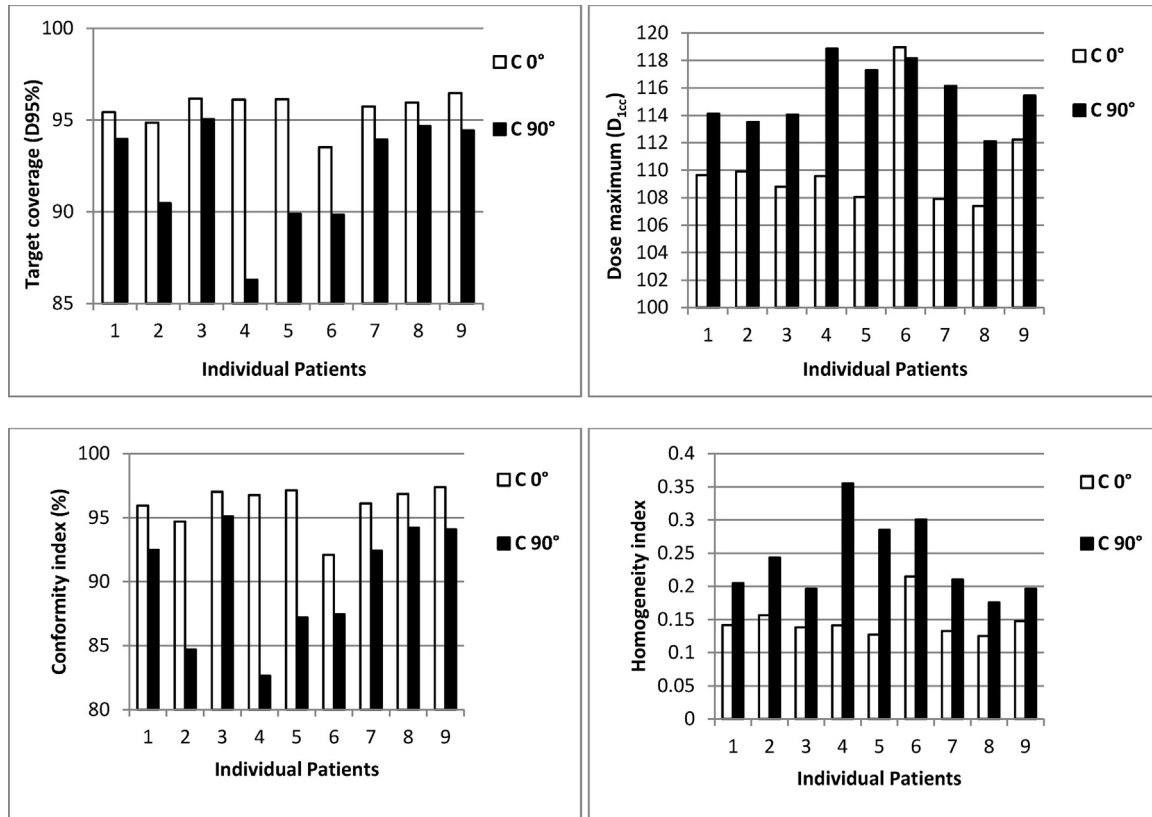 100
95
90
85
Target coverage (D95%)
1 2 3 4 5 6 7 8 9
Individual Patients
C 0°
C 90°
120
118
116
114
112
110
108
106
104
102
100
Dose maximum (D1cc)
1 2 3 4 5 6 7 8 9
Individual Patients
C 0°
C 90°
100
95
90
85
80
Conformity index (%)
1 2 3 4 5 6 7 8 9
Individual Patients
C 0°
C 90°
0.4
0.35
0.3
0.25
0.2
0.15
0.1
0.05
0
Homogeneity index
1 2 3 4 5 6 7 8 9
Individual Patients
C 0°
C 90°